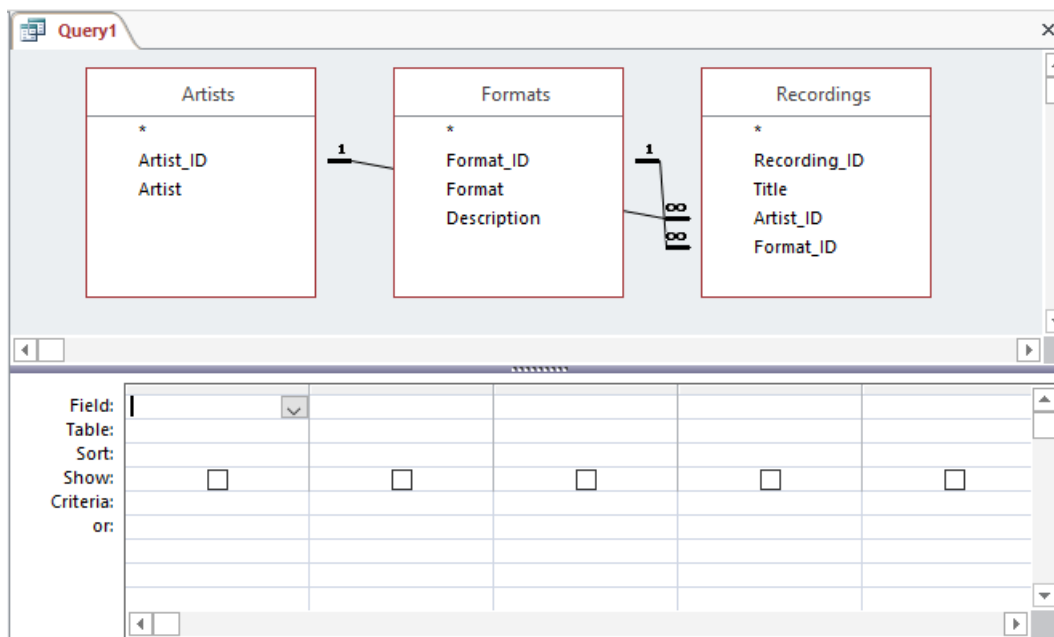 Query1
Artists
*
Artist_ID
Artist
Formats
*
Format_ID
Format
Description
Recordings
*
Recording_ID
Title
Artist_ID
Format_ID
1
1
∞
∞
Field:
Table:
Sort:
Show:
Criteria:
or: